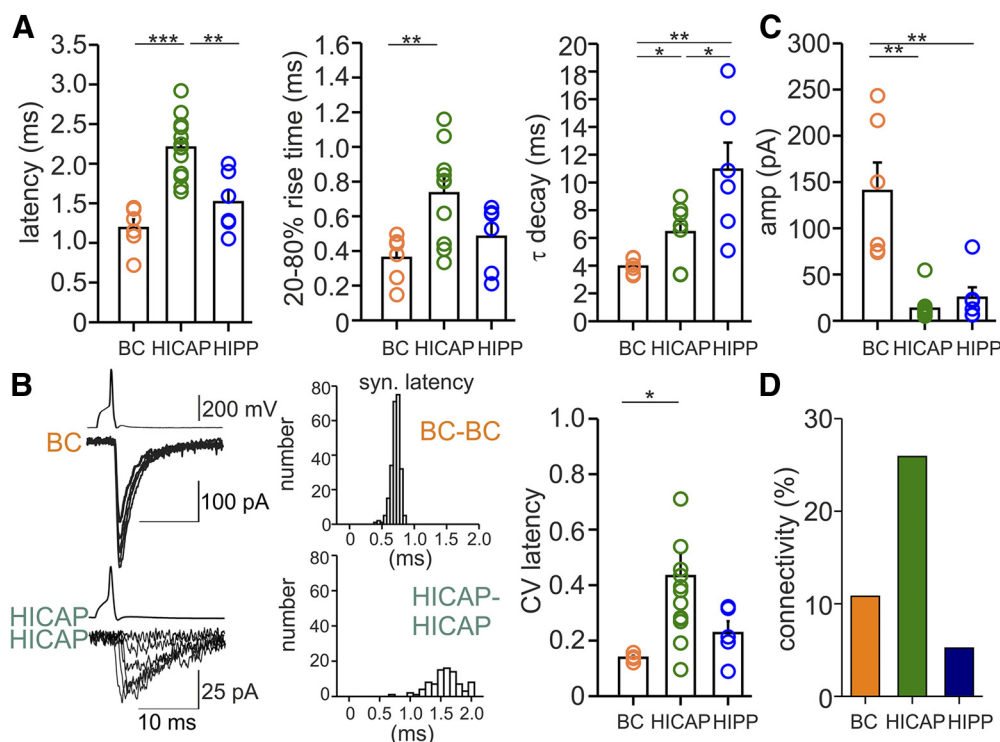 A
latency (ms)
3.5
3.0
2.5
2.0
1.5
1.0
0.5
0
***
**
BC HICAP HIPP
20-80% rise time (ms)
1.6
1.4
1.2
1.0
0.8
0.6
0.4
0.2
0
**
BC HICAP HIPP
τ decay (ms)
20
18
16
14
12
10
8
6
4
2
0
**
*
*
BC HICAP HIPP
C
amp (pA)
300
250
200
150
100
50
0
**
**
BC HICAP HIPP
B
200 mV
BC
100 pA
HICAP
HICAP
25 pA
10 ms
syn. latency
BC-BC
number
80
60
40
20
0
0 0.5 1.0 1.5 2.0
(ms)
HICAP-
HICAP
number
80
60
40
20
0
0 0.5 1.0 1.5 2.0
(ms)
CV latency
1.0
0.8
0.6
0.4
0.2
0
*
BC HICAP HIPP
D
connectivity (%)
30
20
10
0
BC HICAP HIPP